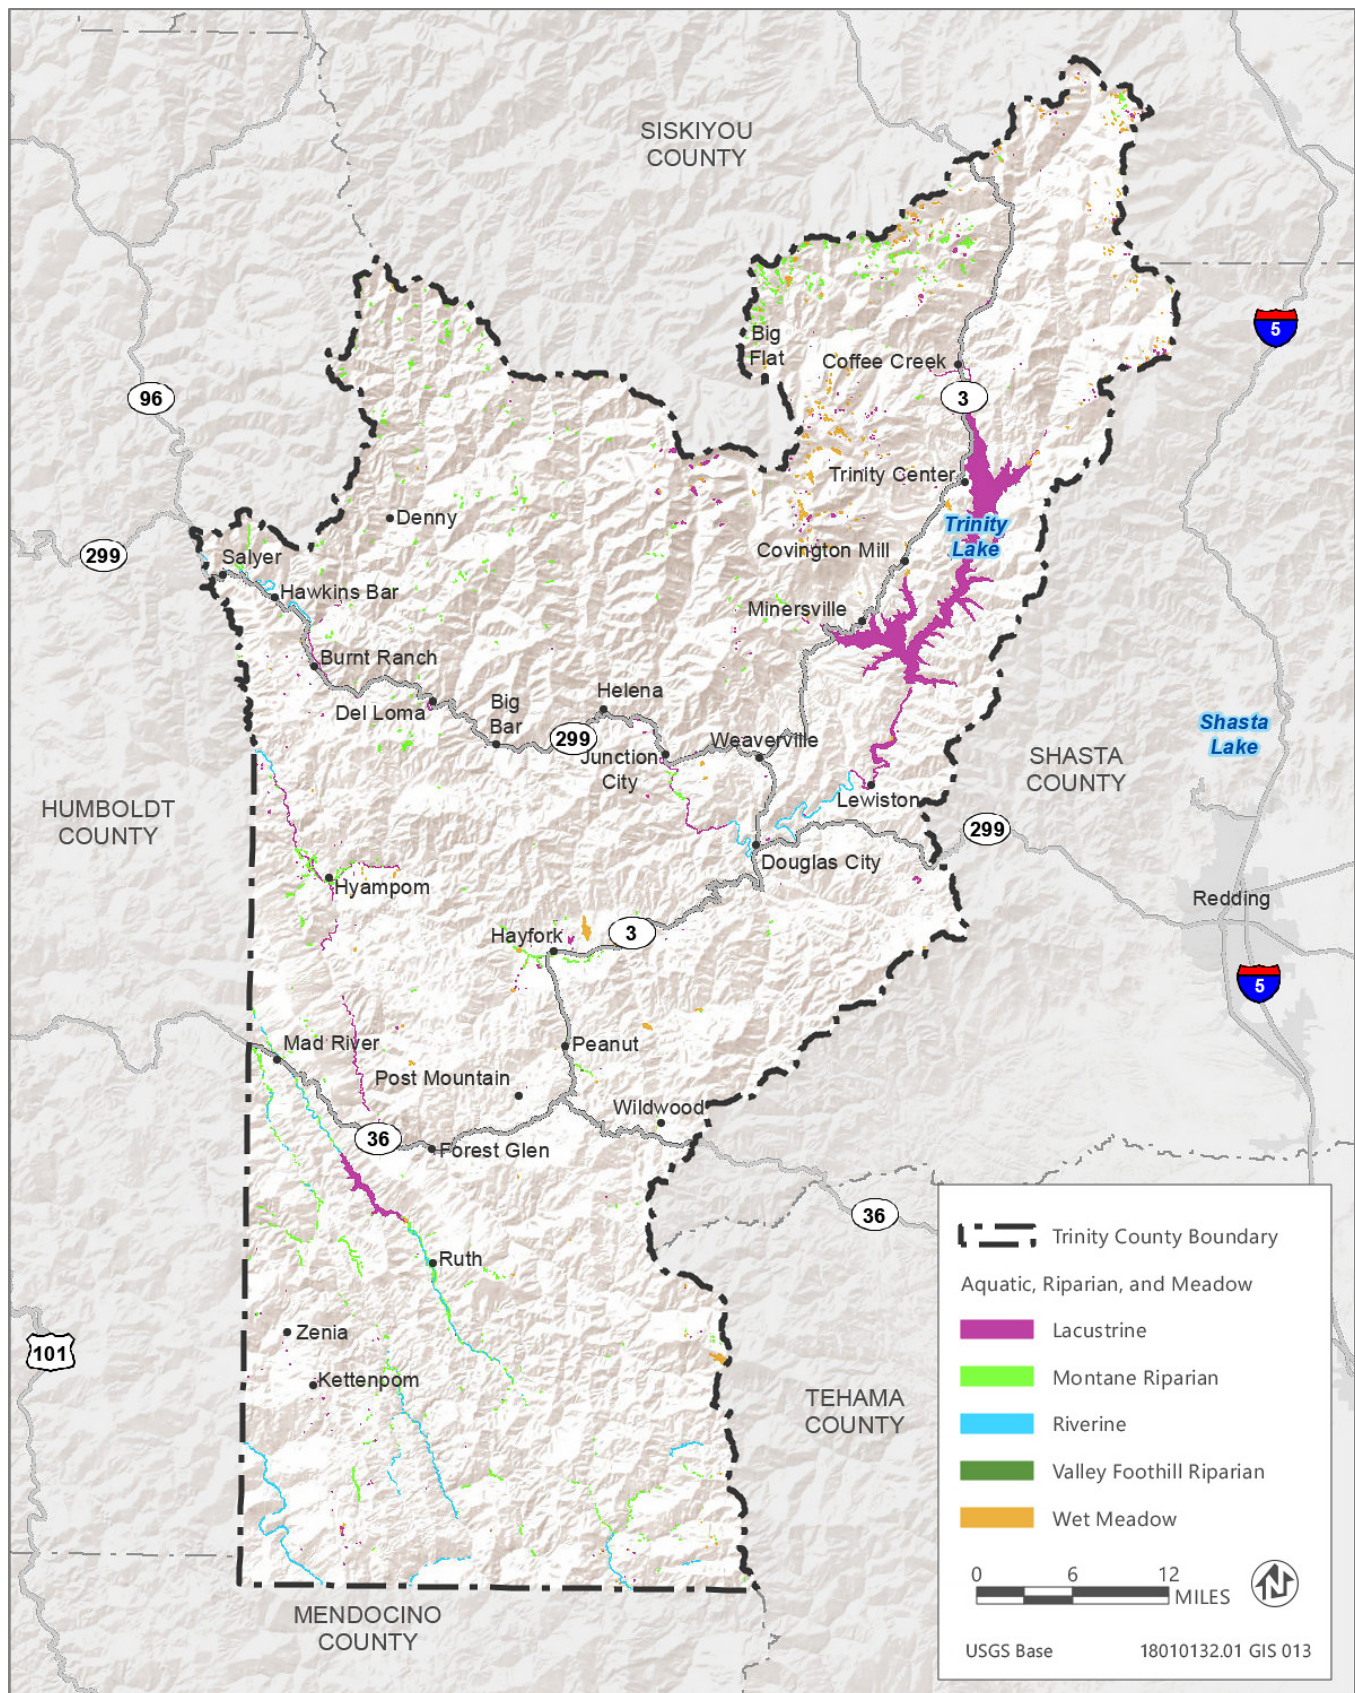 SISKIYOU
COUNTY
5
Big
Flat
Coffee Creek
96
3
Trinity Center
Denny
Trinity
Lake
299
Covington Mill
Salyer
Hawkins Bar
Minersville
Burnt Ranch
Helena
Del Loma
Big
Bar
299
Weaverville
Junction
City
Shasta
Lake
SHASTA
COUNTY
HUMBOLDT
COUNTY
Lewiston
299
Douglas City
Hyampom
Redding
Hayfork
3
5
Mad River
Peanut
Post Mountain
Wildwood
36
Forest Glen
36
Ruth
Zenia
101
Kettenpom
TEHAMA
COUNTY
MENDOCINO
COUNTY
Trinity County Boundary
Aquatic, Riparian, and Meadow
Lacustrine
Montane Riparian
Riverine
Valley Foothill Riparian
Wet Meadow
0 6 12
MILES
N
USGS Base 18010132.01 GIS 013